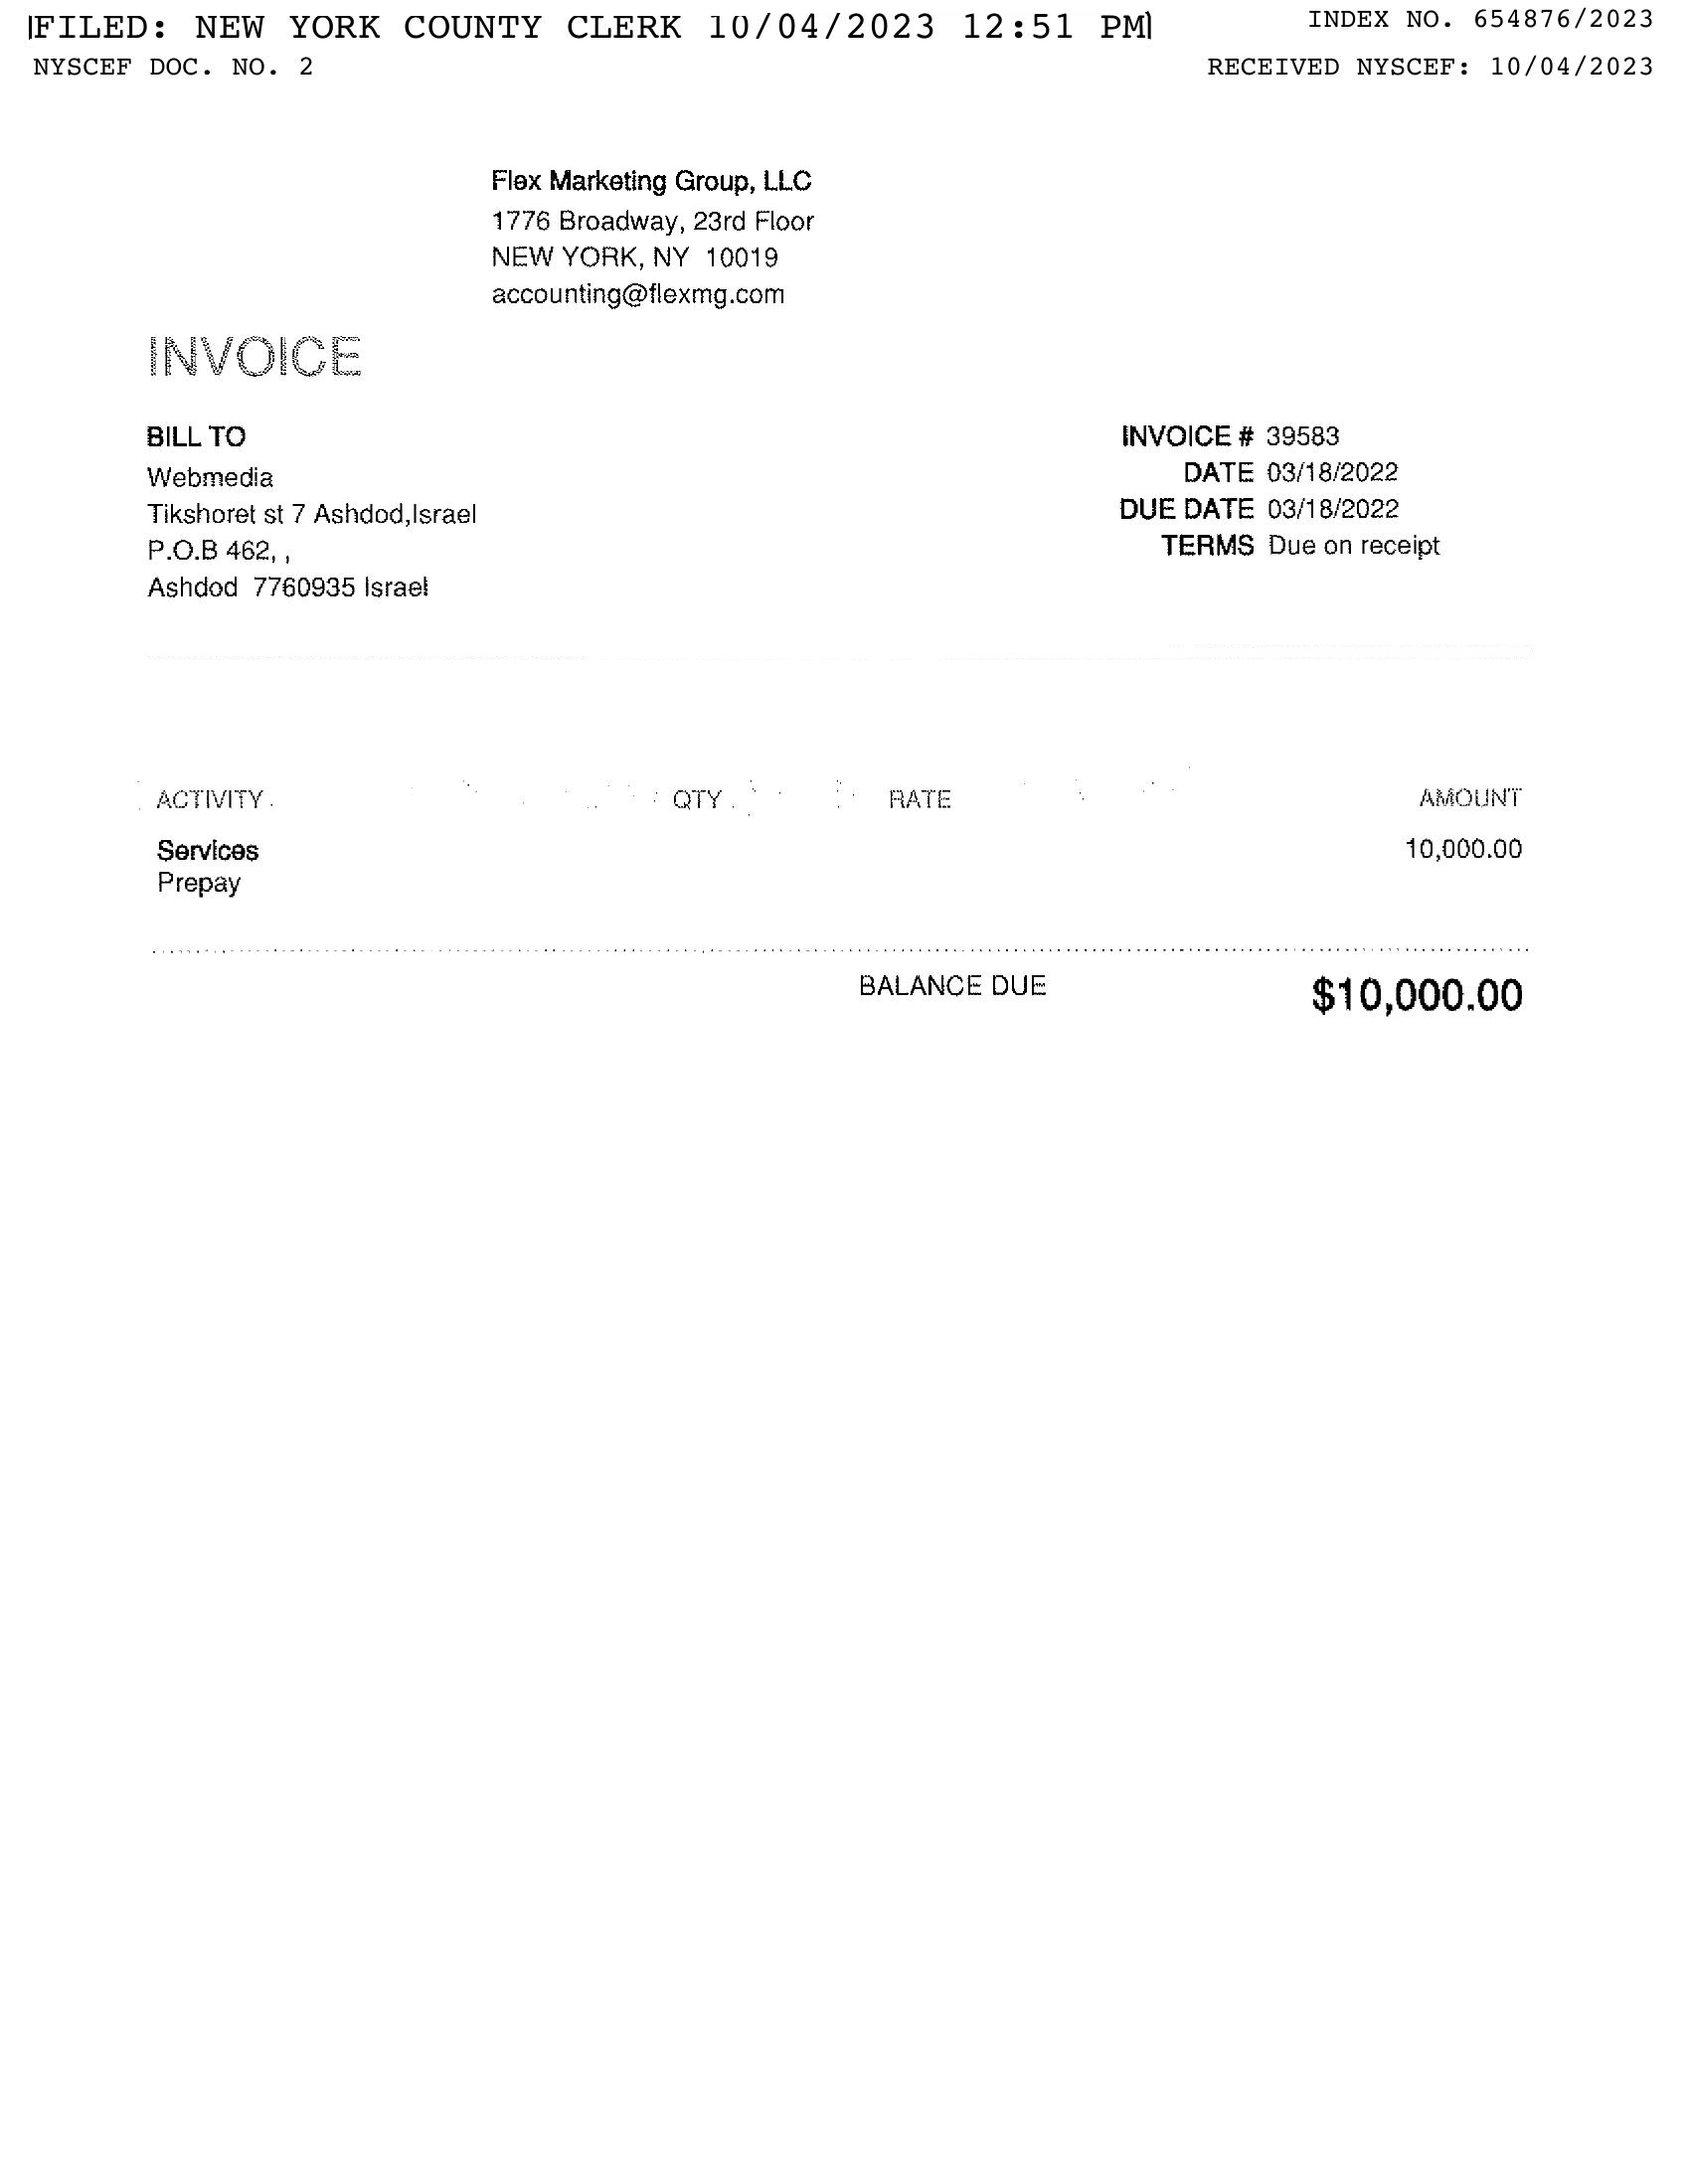 FILED: NEW YORK COUNTY CLERK 10/04/2023 12:51 PM
INDEX NO. 654876/2023
NYSCEF DOC. NO. 2
RECEIVED NYSCEF: 10/04/2023
Flex Marketing Group, LLC
1776 Broadway, 23rd Floor
NEW YORK, NY 10019
accounting@flexmg.com
INVOICE
BILL TO
Webmedia
Tikshoret st 7 Ashdod,Israel
P.O.B 462, ,
Ashdod 7760935 Israel
INVOICE # 39583
DATE 03/18/2022
DUE DATE 03/18/2022
TERMS Due on receipt
ACTIVITY QTY RATE AMOUNT
Services 10,000.00
Prepay
BALANCE DUE $10,000.00